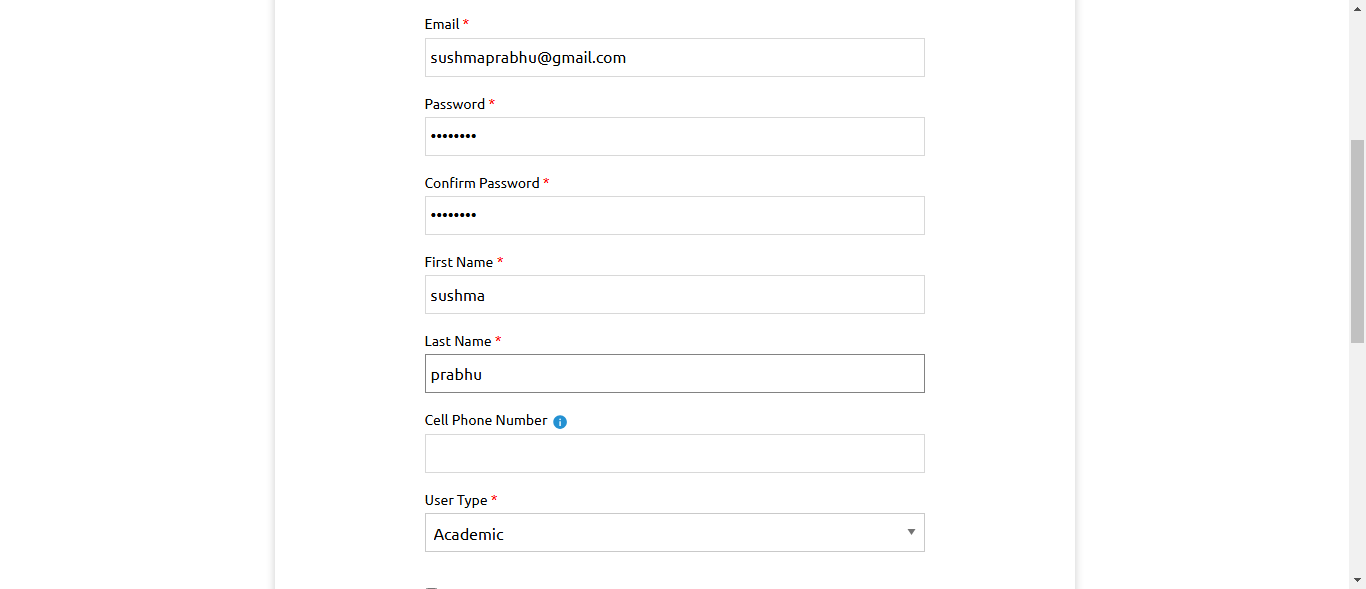 Email *
sushmaprabhu@gmail.com
Password *
••••••••
Confirm Password *
••••••••
First Name *
sushma
Last Name *
prabhu
Cell Phone Number
User Type *
Academic